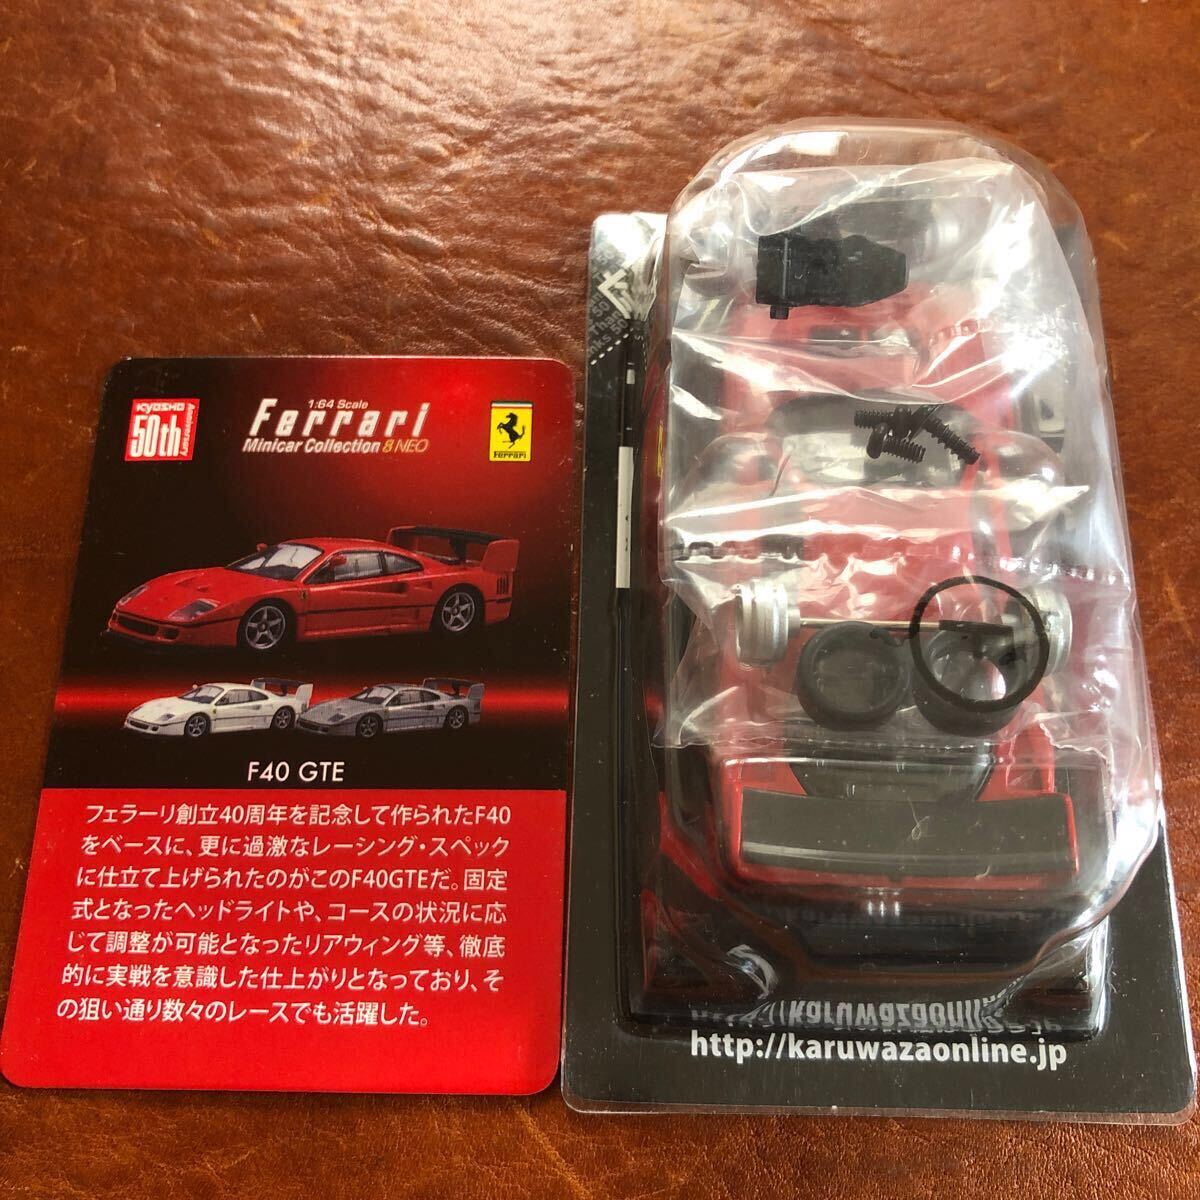 KYOSHO
50th
Anniversary
1:64 Scale
Ferrari
Minicar Collection 8 NEO
Ferrari
F40 GTE
フェラーリ創立40周年を記念して作られたF40
をベースに、更に過激なレーシング・スペック
に仕立て上げられたのがこのF40GTEだ。固定
式となったヘッドライトや、コースの状況に応
じて調整が可能となったリアウィング等、徹底
的に実戦を意識した仕上がりとなっており、そ
の狙い通り数々のレースでも活躍した。
http://karuwazaonline.jp